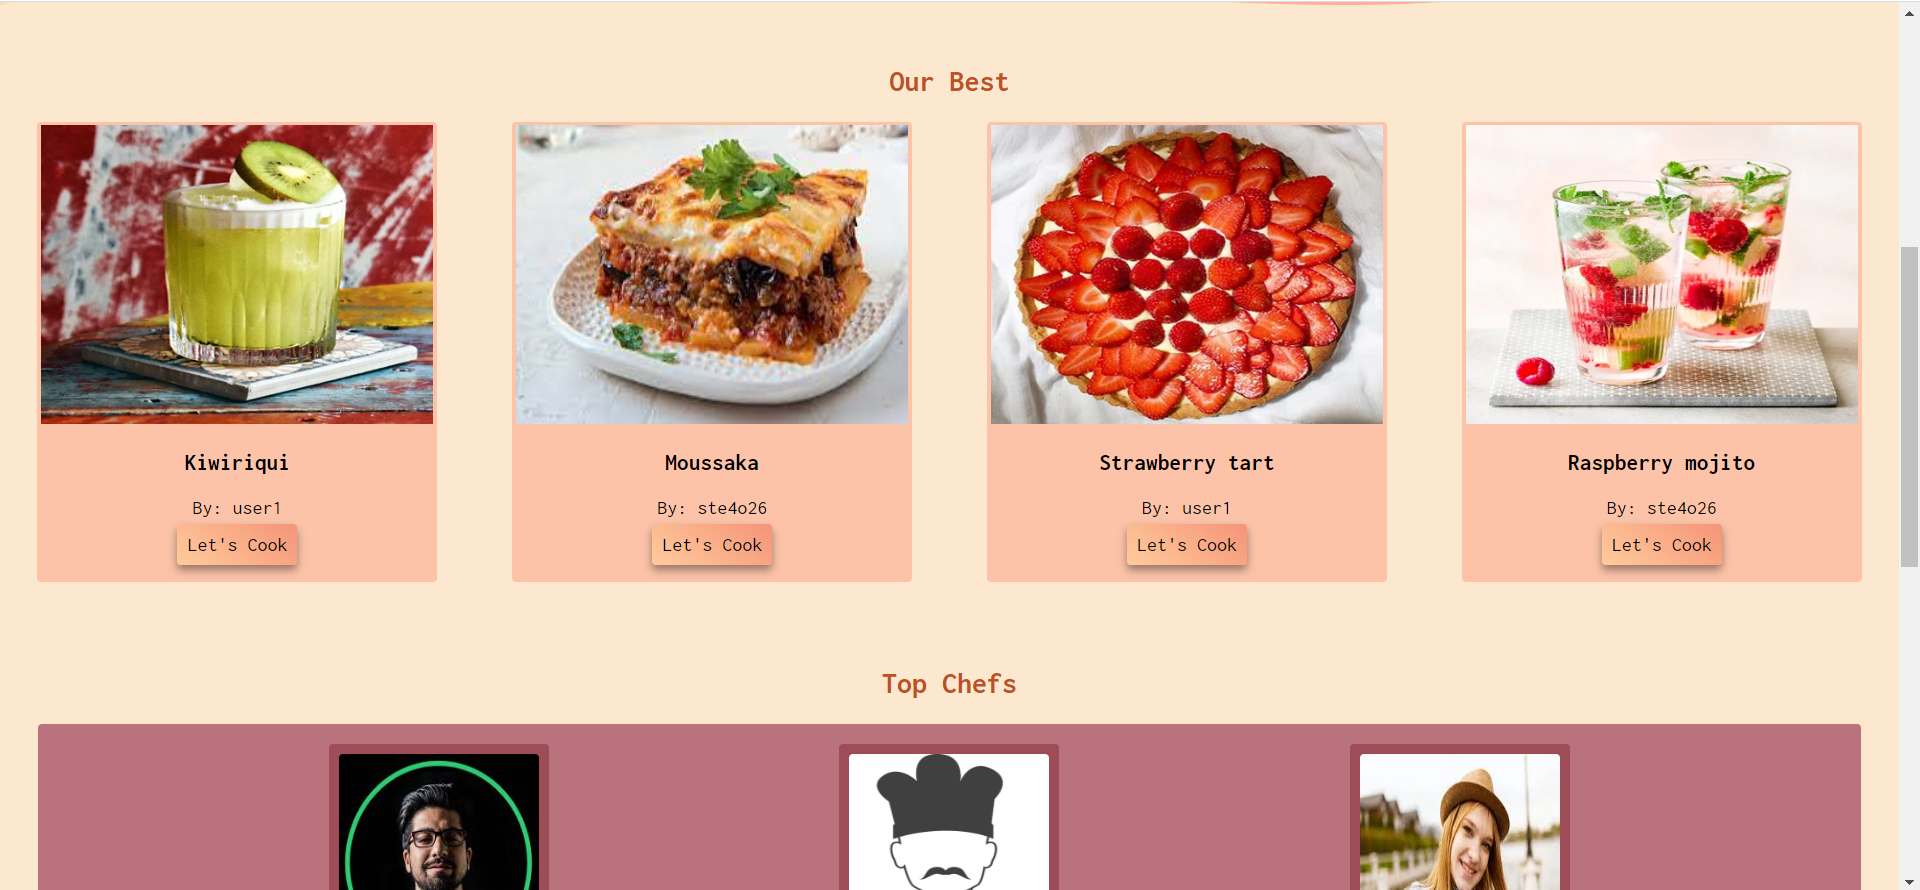 Our Best
Kiwiriqui
By: user1
Let's Cook
Moussaka
By: ste4o26
Let's Cook
Strawberry tart
By: user1
Let's Cook
Raspberry mojito
By: ste4o26
Let's Cook
Top Chefs